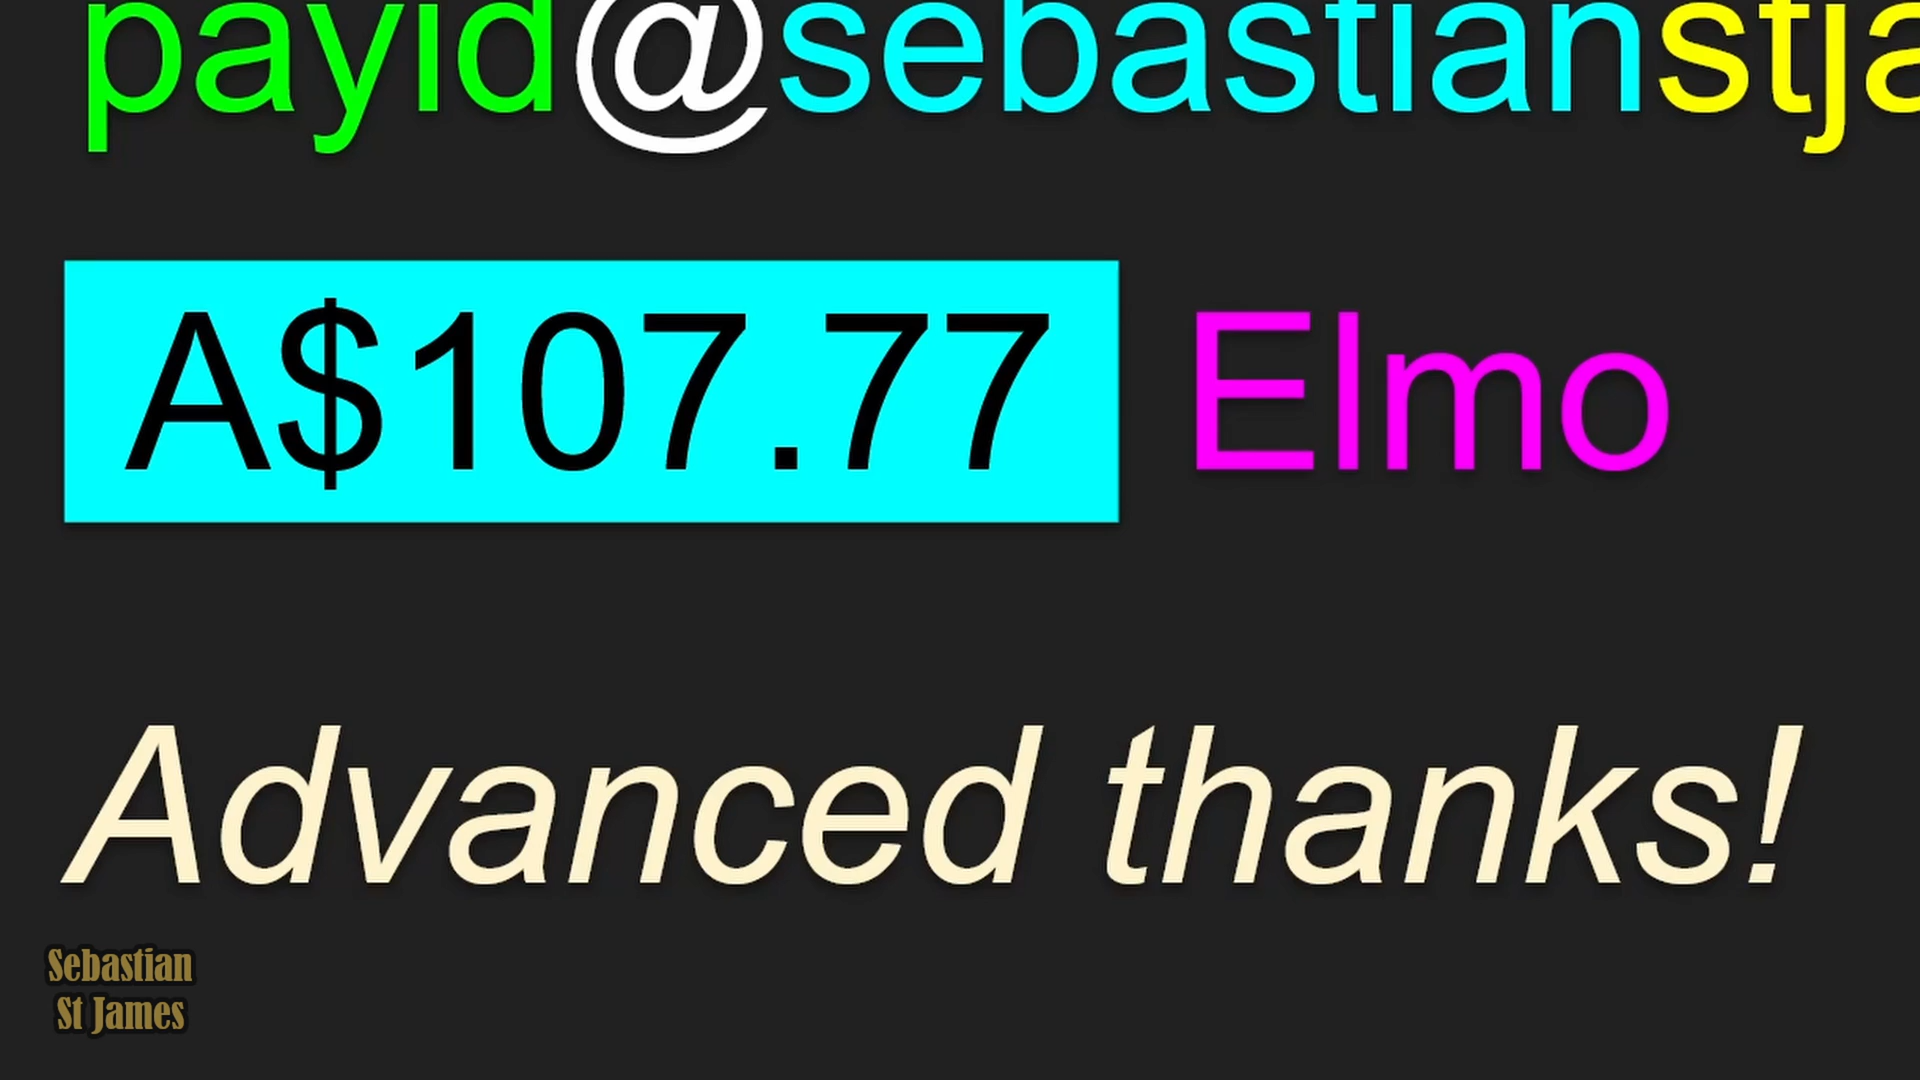 payid@sebastianstja
A$107.77 Elmo
Advanced thanks!
Sebastian
St James